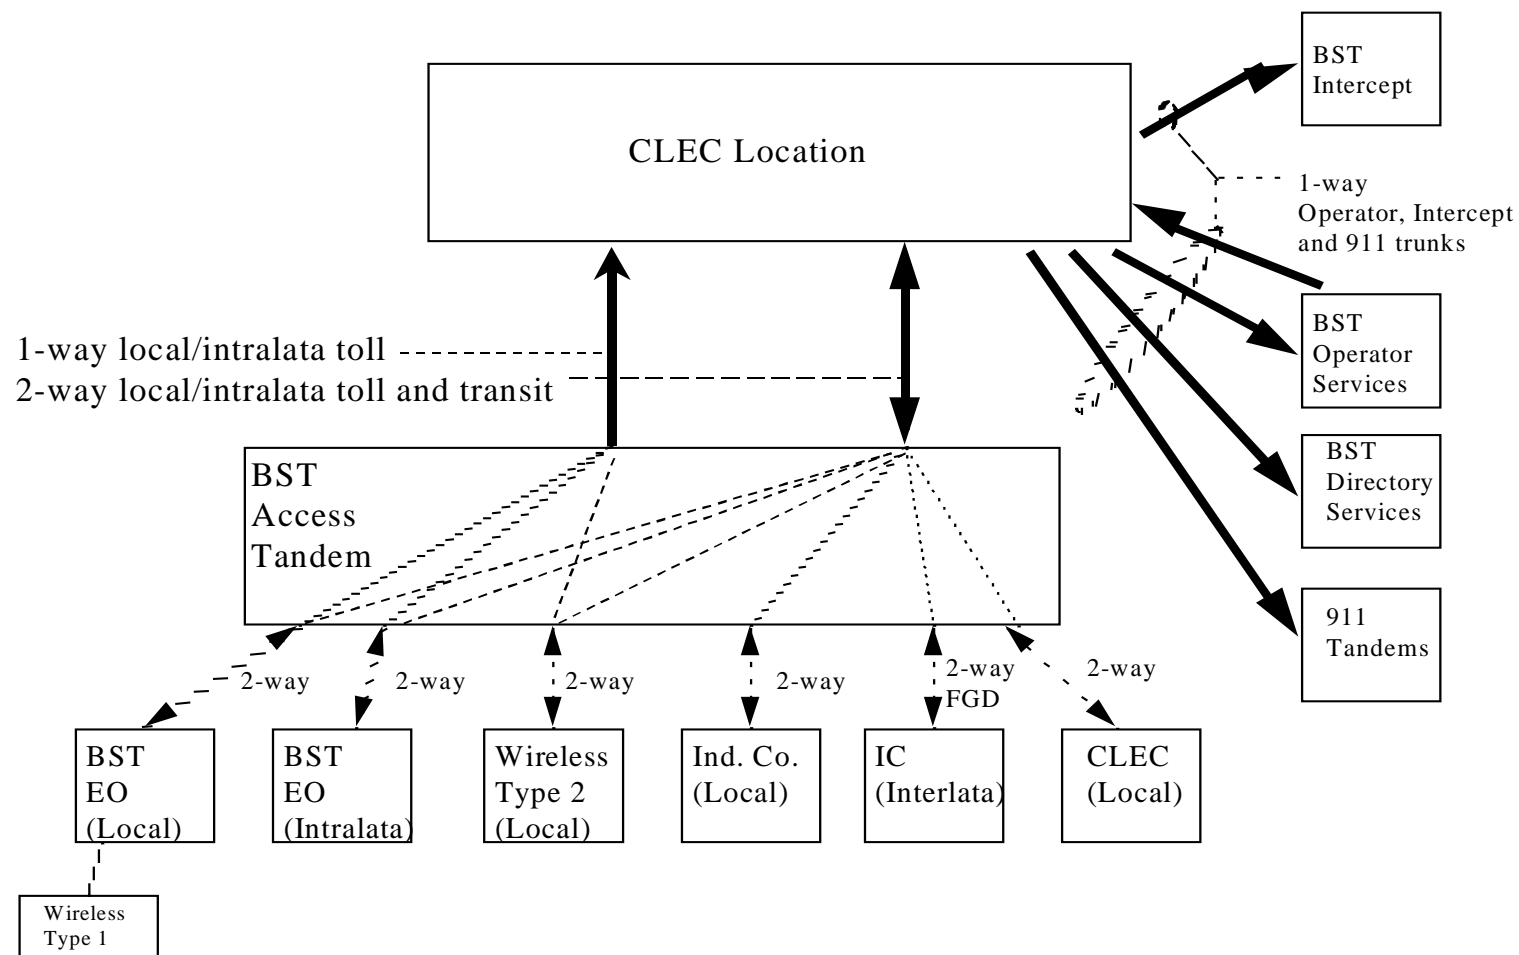 BST
Intercept
CLEC Location
1-way
Operator, Intercept
and 911 trunks
BST
Operator
Services
1-way local/intralata toll
2-way local/intralata toll and transit
BST
Directory
Services
BST
Access
Tandem
911
Tandems
2-way
2-way
2-way
2-way
2-way
FGD
2-way
BST
EO
(Local)
BST
EO
(Intralata)
Wireless
Type 2
(Local)
Ind. Co.
(Local)
IC
(Interlata)
CLEC
(Local)
Wireless
Type 1